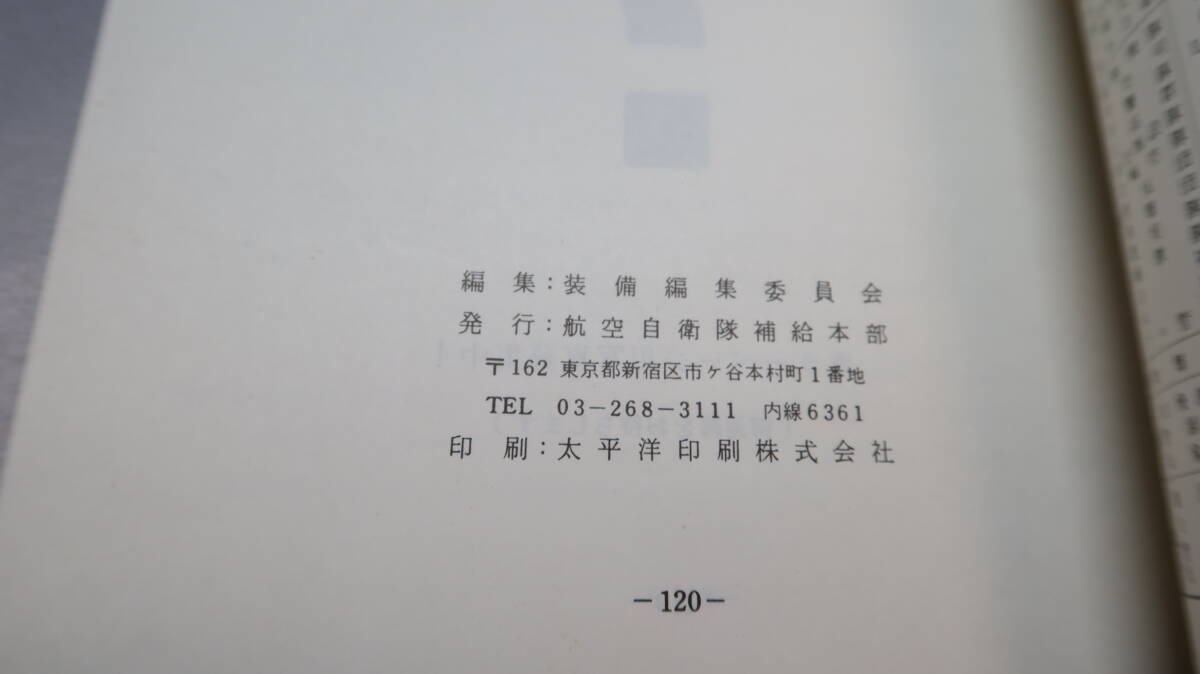 編集：装備編集委員会
発行：航空自衛隊補給本部
〒162 東京都新宿区市ケ谷本村町1番地
TEL 03－268－3111 内線6361
印刷：太平洋印刷株式会社
－120－